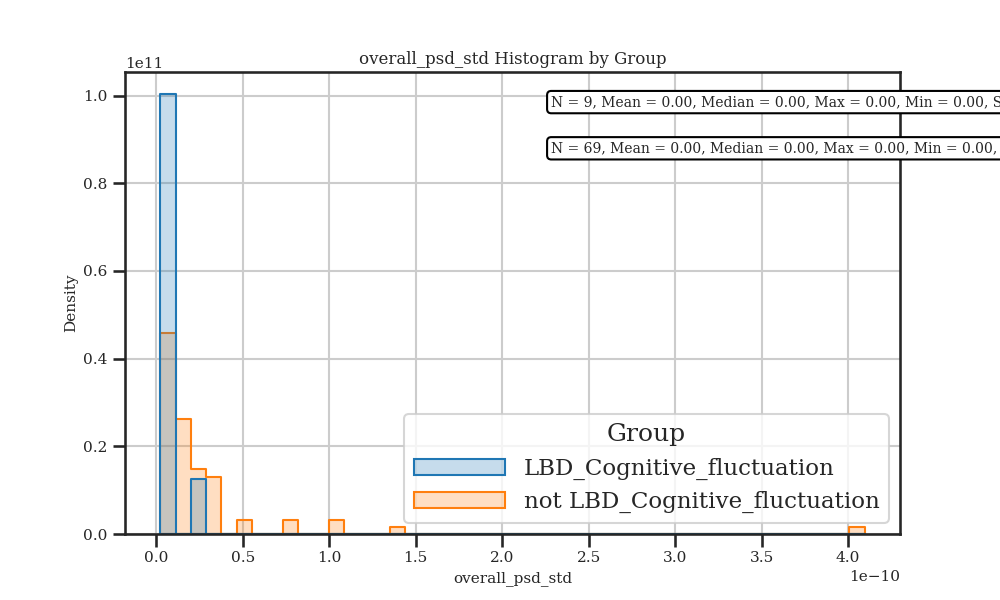 overall_psd_std Histogram by Group
1e11
N = 9, Mean = 0.00, Median = 0.00, Max = 0.00, Min = 0.00, S
N = 69, Mean = 0.00, Median = 0.00, Max = 0.00, Min = 0.00,
1.0
0.8
0.6
0.4
0.2
0.0
Density
Group
LBD_Cognitive_fluctuation
not LBD_Cognitive_fluctuation
0.0 0.5 1.0 1.5 2.0 2.5 3.0 3.5 4.0
1e−10
overall_psd_std